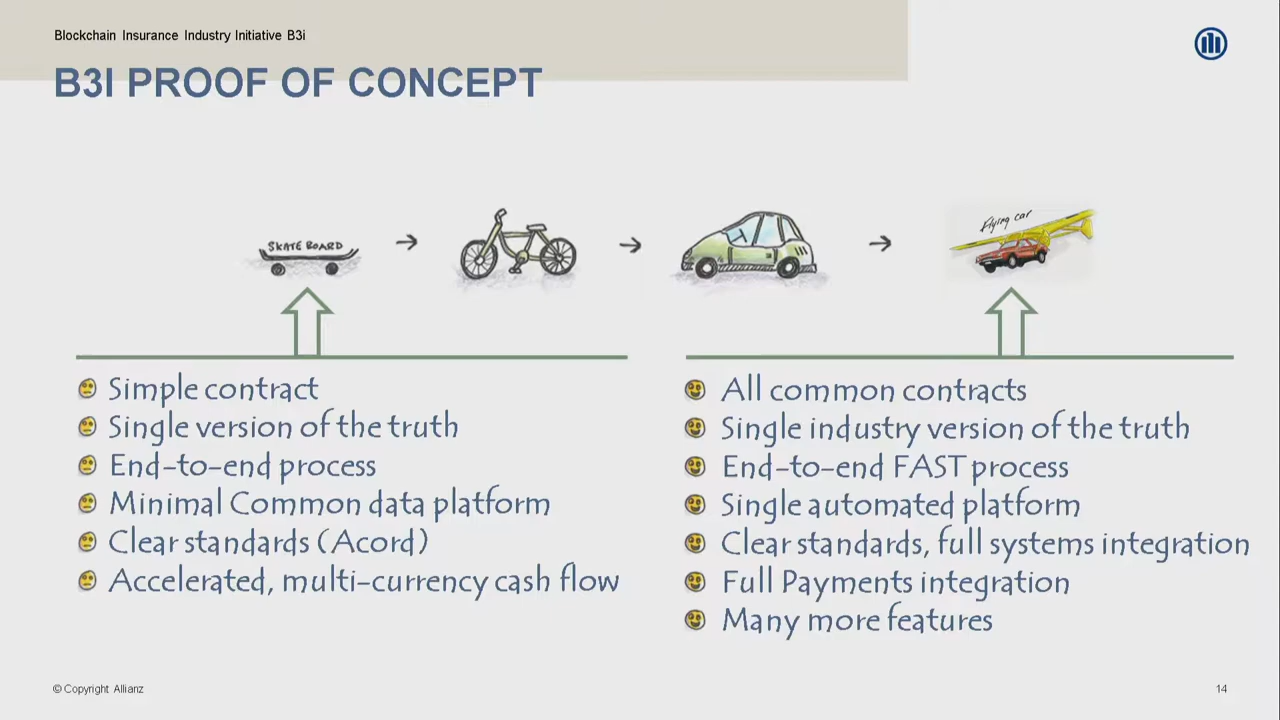 Blockchain Insurance Industry Initiative B3i
B3I PROOF OF CONCEPT
SKATE BOARD
Flying car
Simple contract
Single version of the truth
End-to-end process
Minimal Common data platform
Clear standards (Acord)
Accelerated, multi-currency cash flow
All common contracts
Single industry version of the truth
End-to-end FAST process
Single automated platform
Clear standards, full systems integration
Full Payments integration
Many more features
© Copyright Allianz
14